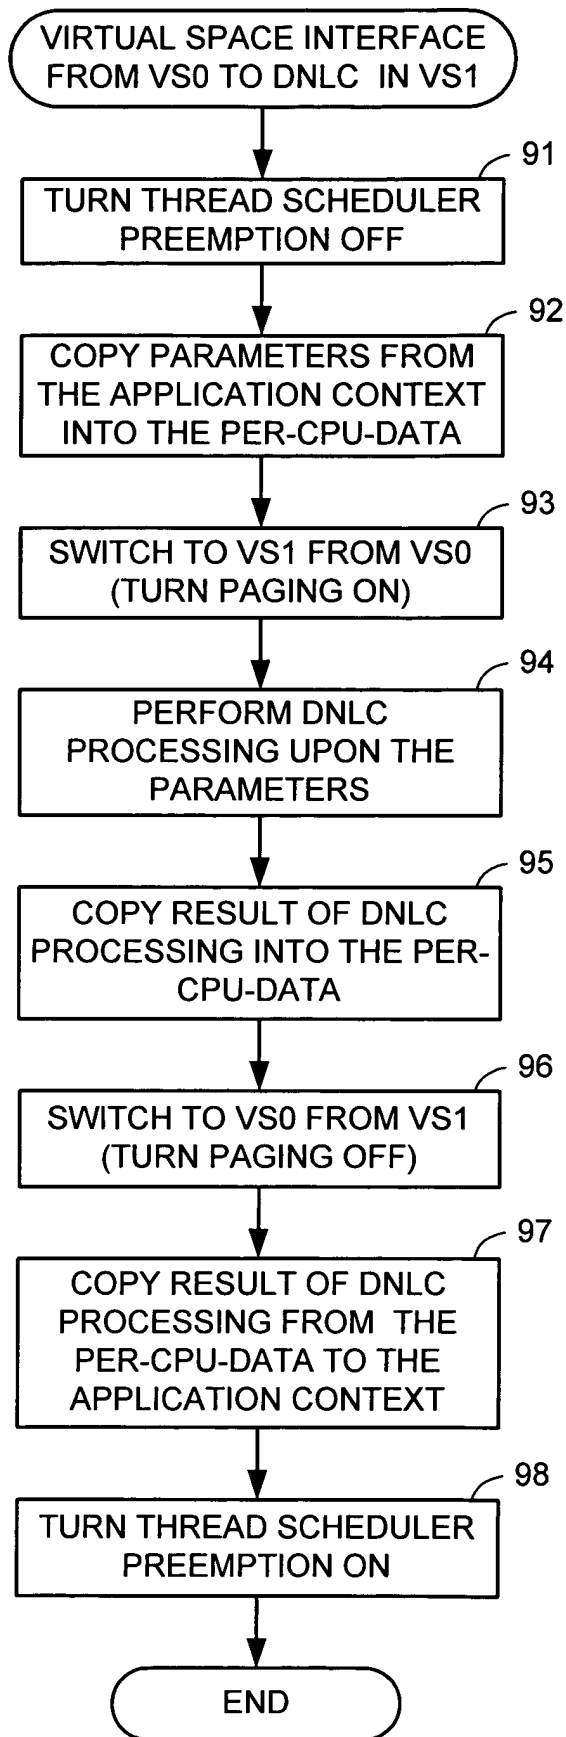 VIRTUAL SPACE INTERFACE
FROM VS0 TO DNLC IN VS1
91
TURN THREAD SCHEDULER
PREEMPTION OFF
92
COPY PARAMETERS FROM
THE APPLICATION CONTEXT
INTO THE PER-CPU-DATA
93
SWITCH TO VS1 FROM VS0
(TURN PAGING ON)
94
PERFORM DNLC
PROCESSING UPON THE
PARAMETERS
95
COPY RESULT OF DNLC
PROCESSING INTO THE PER-
CPU-DATA
96
SWITCH TO VS0 FROM VS1
(TURN PAGING OFF)
97
COPY RESULT OF DNLC
PROCESSING FROM THE
PER-CPU-DATA TO THE
APPLICATION CONTEXT
98
TURN THREAD SCHEDULER
PREEMPTION ON
END